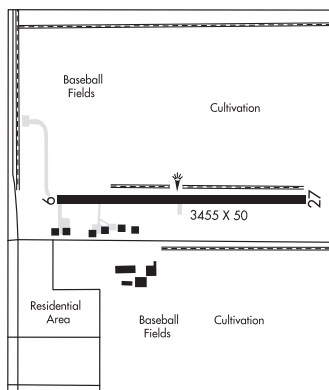 Baseball
Fields
Cultivation
9
27
3455 X 50
Residential
Area
Baseball
Fields
Cultivation